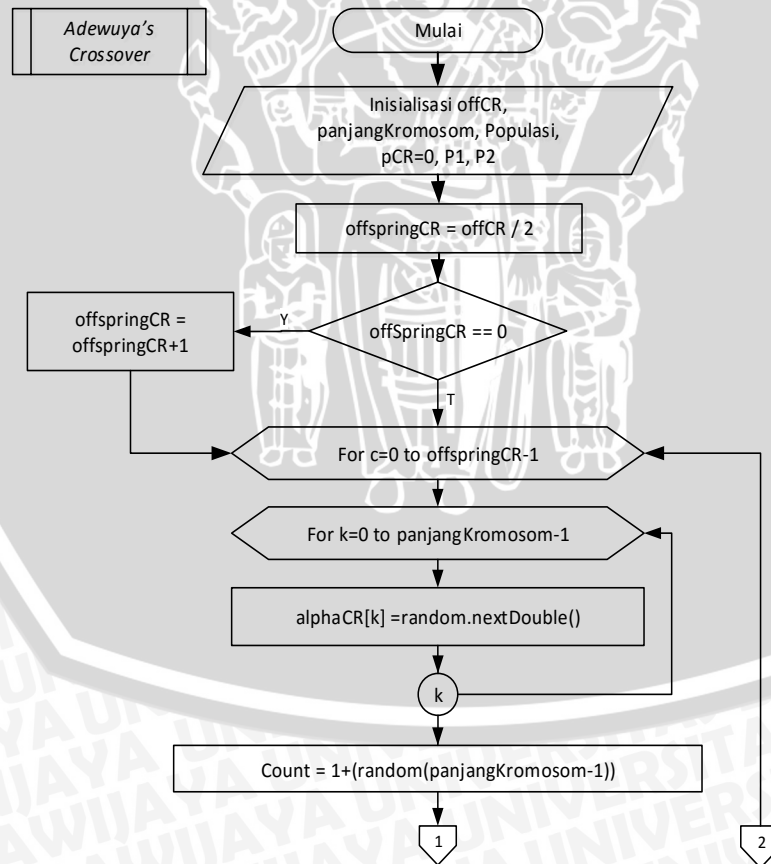 Adewuya's
Crossover
Mulai
Inisialisasi offCR,
panjangKromosom, Populasi,
pCR=0, P1, P2
offspringCR = offCR / 2
offspringCR =
offspringCR+1
Y
offSpringCR == 0
T
For c=0 to offspringCR-1
For k=0 to panjangKromosom-1
alphaCR[k] =random.nextDouble()
k
Count = 1+(random(panjangKromosom-1))
1
2